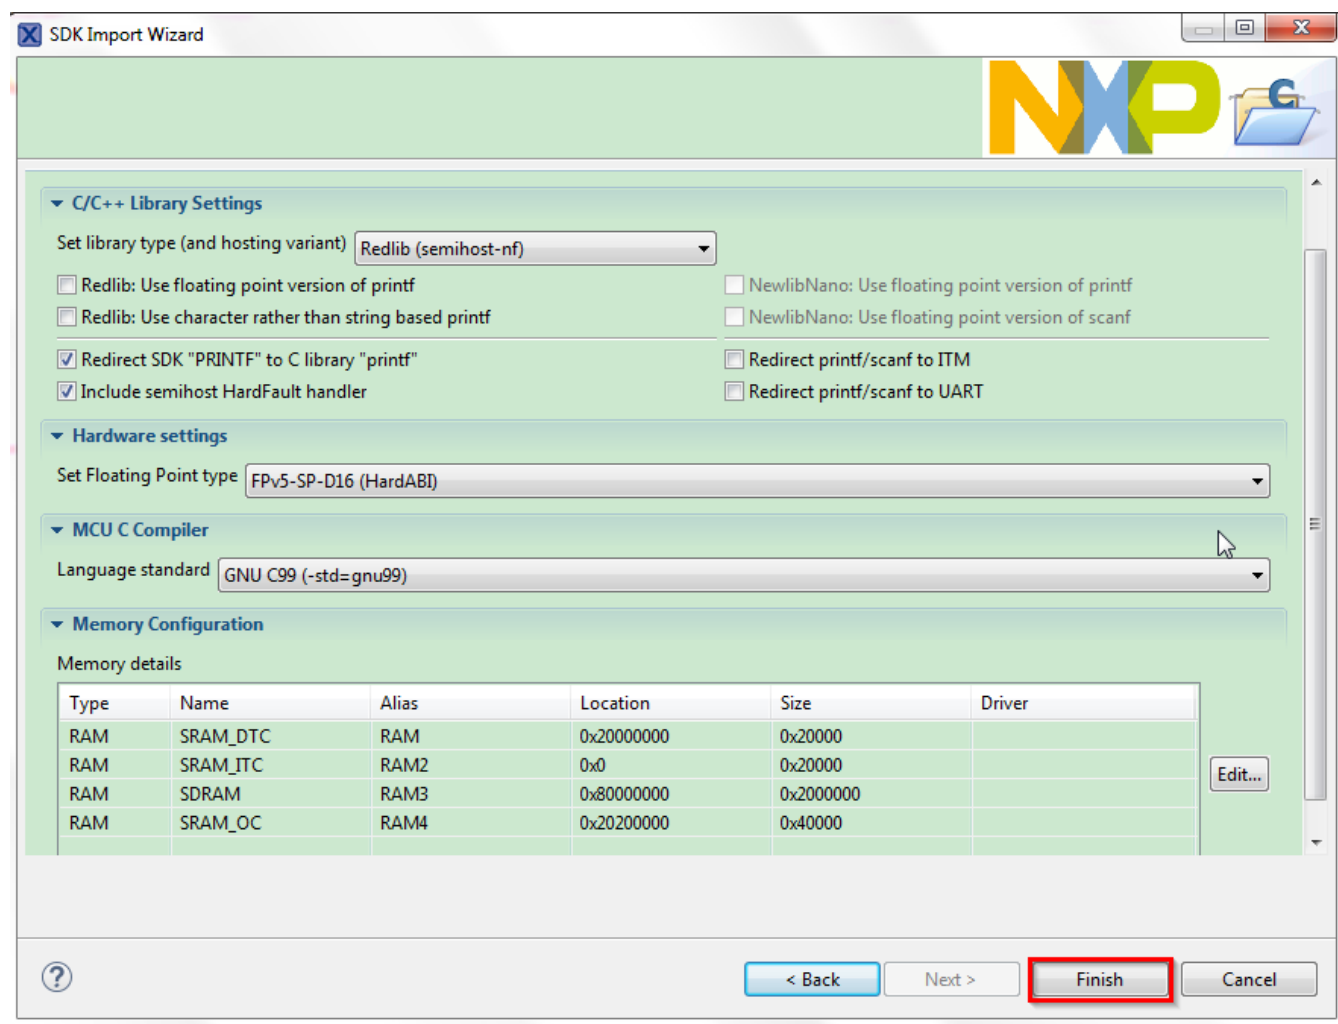 SDK Import Wizard
NXP
C/C++ Library Settings
Set library type (and hosting variant) Redlib (semihost-nf)
Redlib: Use floating point version of printf NewlibNano: Use floating point version of printf
Redlib: Use character rather than string based printf NewlibNano: Use floating point version of scanf
Redirect SDK "PRINTF" to C library "printf" Redirect printf/scanf to ITM
Include semihost HardFault handler Redirect printf/scanf to UART
Hardware settings
Set Floating Point type FPv5-SP-D16 (HardABI)
MCU C Compiler
Language standard GNU C99 (-std=gnu99)
Memory Configuration
Memory details
Type Name Alias Location Size Driver
RAM SRAM_DTC RAM 0x20000000 0x20000
RAM SRAM_ITC RAM2 0x0 0x20000
Edit...
RAM SDRAM RAM3 0x80000000 0x2000000
RAM SRAM_OC RAM4 0x20200000 0x40000
? < Back Next > Finish Cancel